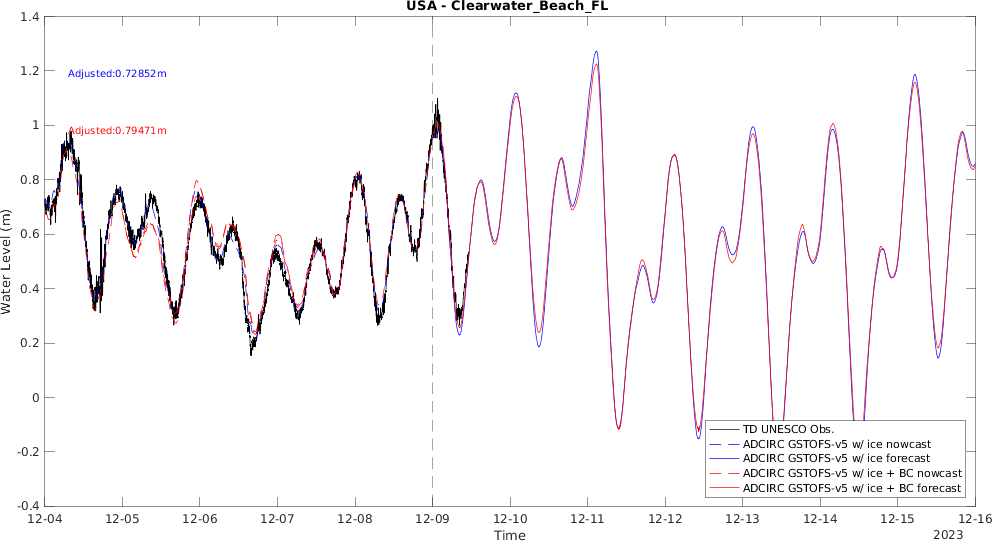 USA - Clearwater_Beach_FL
1.4
1.2
1
0.8
0.6
0.4
0.2
0
-0.2
-0.4
Water Level (m)
Adjusted:0.72852m
Adjusted:0.79471m
TD UNESCO Obs.
ADCIRC GSTOFS-v5 w/ ice nowcast
ADCIRC GSTOFS-v5 w/ ice forecast
ADCIRC GSTOFS-v5 w/ ice + BC nowcast
ADCIRC GSTOFS-v5 w/ ice + BC forecast
12-04 12-05 12-06 12-07 12-08 12-09 12-10 12-11 12-12 12-13 12-14 12-15 12-16
Time
2023